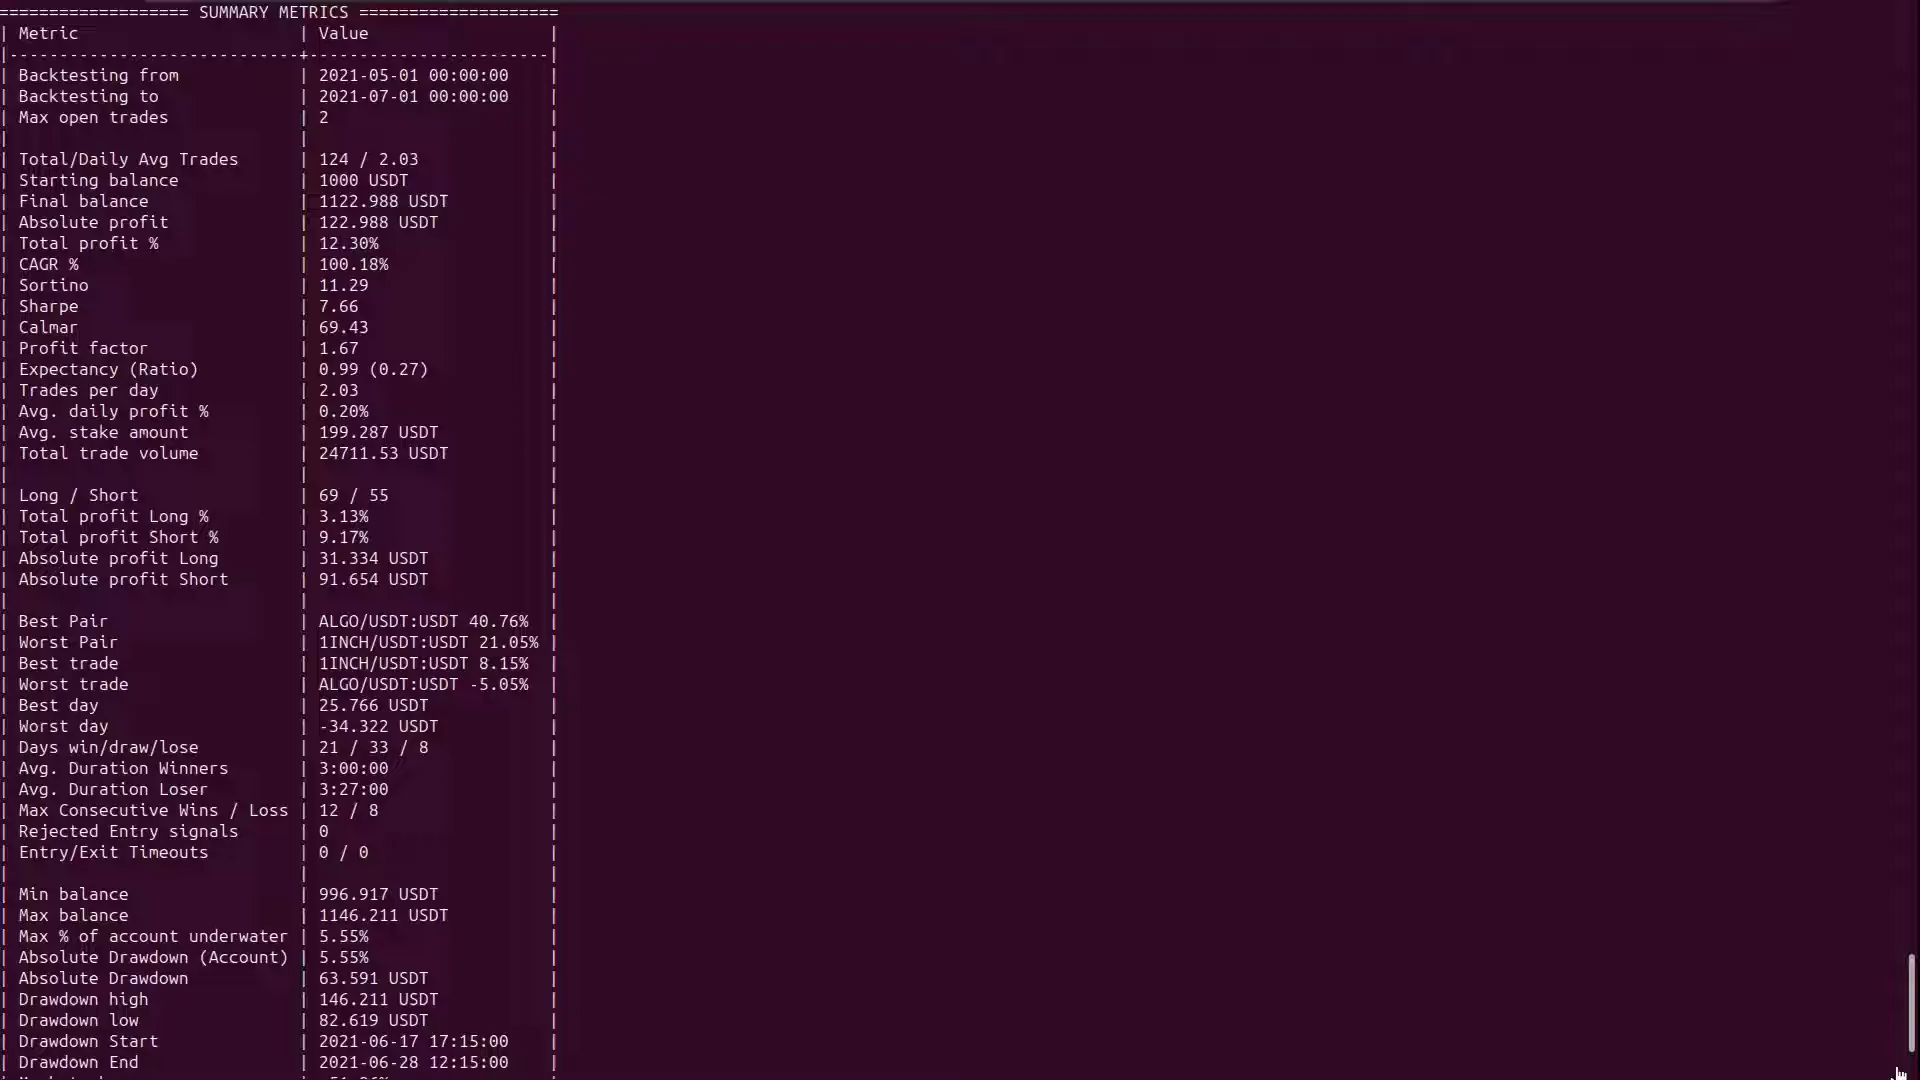 =================== SUMMARY METRICS ====================
| Metric                      | Value                  |
|-----------------------------+------------------------|
| Backtesting from            | 2021-05-01 00:00:00    |
| Backtesting to              | 2021-07-01 00:00:00    |
| Max open trades             | 2                      |
|                             |                        |
| Total/Daily Avg Trades      | 124 / 2.03             |
| Starting balance            | 1000 USDT              |
| Final balance               | 1122.988 USDT          |
| Absolute profit             | 122.988 USDT           |
| Total profit %              | 12.30%                 |
| CAGR %                      | 100.18%                |
| Sortino                     | 11.29                  |
| Sharpe                      | 7.66                   |
| Calmar                      | 69.43                  |
| Profit factor               | 1.67                   |
| Expectancy (Ratio)          | 0.99 (0.27)            |
| Trades per day              | 2.03                   |
| Avg. daily profit %         | 0.20%                  |
| Avg. stake amount           | 199.287 USDT           |
| Total trade volume          | 24711.53 USDT          |
|                             |                        |
| Long / Short                | 69 / 55                |
| Total profit Long %         | 3.13%                  |
| Total profit Short %        | 9.17%                  |
| Absolute profit Long        | 31.334 USDT            |
| Absolute profit Short       | 91.654 USDT            |
|                             |                        |
| Best Pair                   | ALGO/USDT:USDT 40.76%  |
| Worst Pair                  | 1INCH/USDT:USDT 21.05% |
| Best trade                  | 1INCH/USDT:USDT 8.15%  |
| Worst trade                 | ALGO/USDT:USDT -5.05%  |
| Best day                    | 25.766 USDT            |
| Worst day                   | -34.322 USDT           |
| Days win/draw/lose          | 21 / 33 / 8            |
| Avg. Duration Winners       | 3:00:00                |
| Avg. Duration Loser         | 3:27:00                |
| Max Consecutive Wins / Loss | 12 / 8                 |
| Rejected Entry signals      | 0                      |
| Entry/Exit Timeouts         | 0 / 0                  |
|                             |                        |
| Min balance                 | 996.917 USDT           |
| Max balance                 | 1146.211 USDT          |
| Max % of account underwater | 5.55%                  |
| Absolute Drawdown (Account) | 5.55%                  |
| Absolute Drawdown           | 63.591 USDT            |
| Drawdown high               | 146.211 USDT           |
| Drawdown low                | 82.619 USDT            |
| Drawdown Start              | 2021-06-17 17:15:00    |
| Drawdown End                | 2021-06-28 12:15:00    |